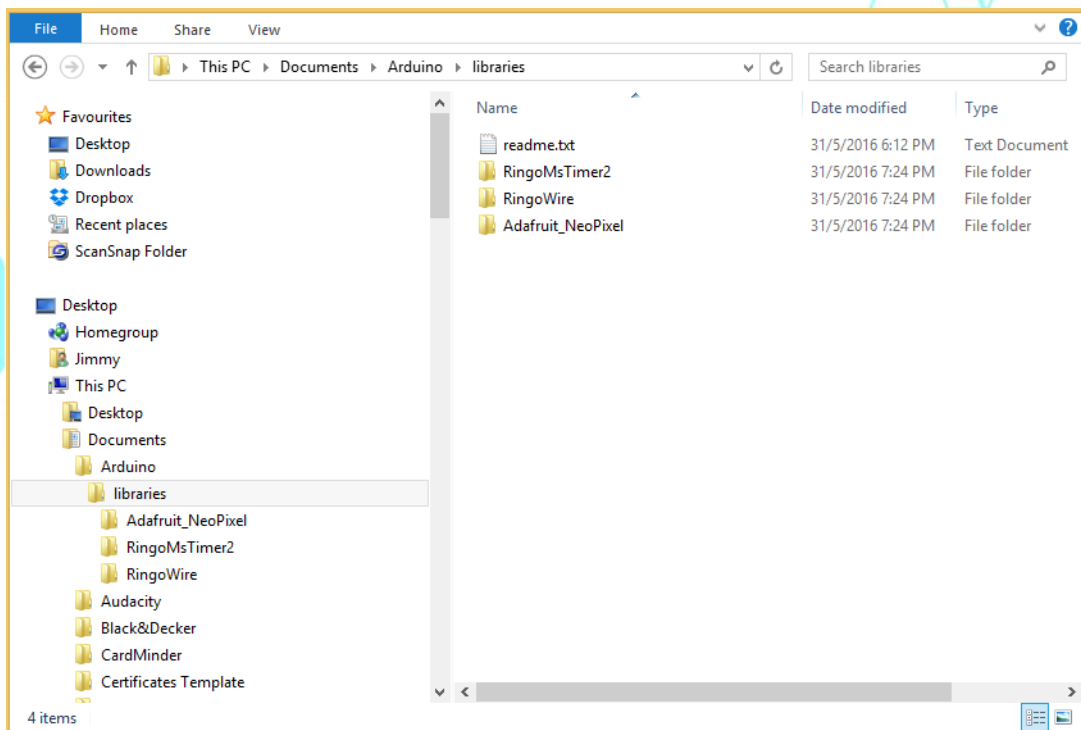 File Home Share View ?
This PC Documents Arduino libraries Search libraries
Name Date modified Type
readme.txt 31/5/2016 6:12 PM Text Document
RingoMsTimer2 31/5/2016 7:24 PM File folder
RingoWire 31/5/2016 7:24 PM File folder
Adafruit_NeoPixel 31/5/2016 7:24 PM File folder
Favourites
Desktop
Downloads
Dropbox
Recent places
ScanSnap Folder
Desktop
Homegroup
Jimmy
This PC
Desktop
Documents
Arduino
libraries
Adafruit_NeoPixel
RingoMsTimer2
RingoWire
Audacity
Black&Decker
CardMinder
Certificates Template
4 items